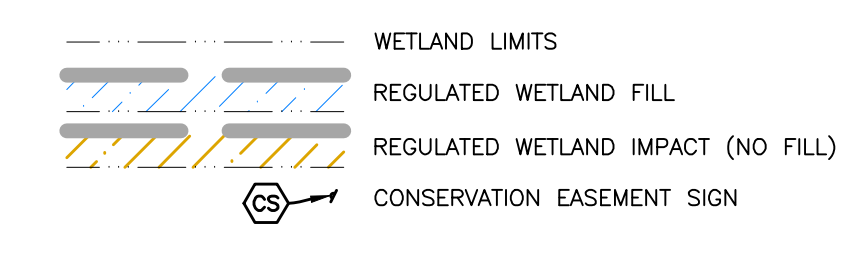 WETLAND LIMITS
REGULATED WETLAND FILL
REGULATED WETLAND IMPACT (NO FILL)
CS CONSERVATION EASEMENT SIGN